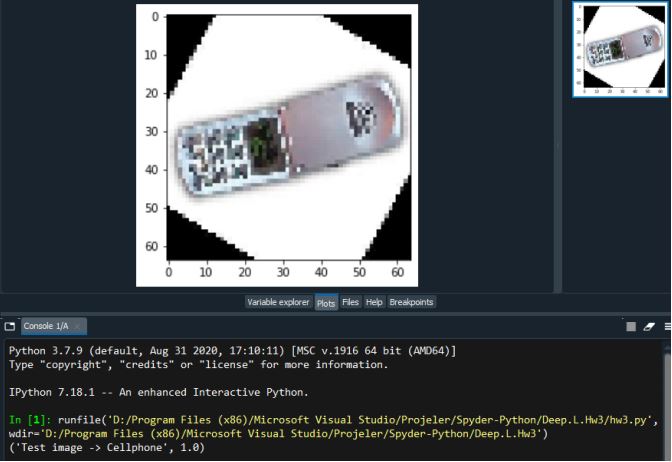 0
10
20
30
40
50
60
0 10 20 30 40 50 60
Variable explorer Plots Files Help Breakpoints
Console 1/A
Python 3.7.9 (default, Aug 31 2020, 17:10:11) [MSC v.1916 64 bit (AMD64)]
Type "copyright", "credits" or "license" for more information.
IPython 7.18.1 -- An enhanced Interactive Python.
In [1]: runfile('D:/Program Files (x86)/Microsoft Visual Studio/Projeler/Spyder-Python/Deep.L.Hw3/hw3.py',
wdir='D:/Program Files (x86)/Microsoft Visual Studio/Projeler/Spyder-Python/Deep.L.Hw3')
('Test image -> Cellphone', 1.0)